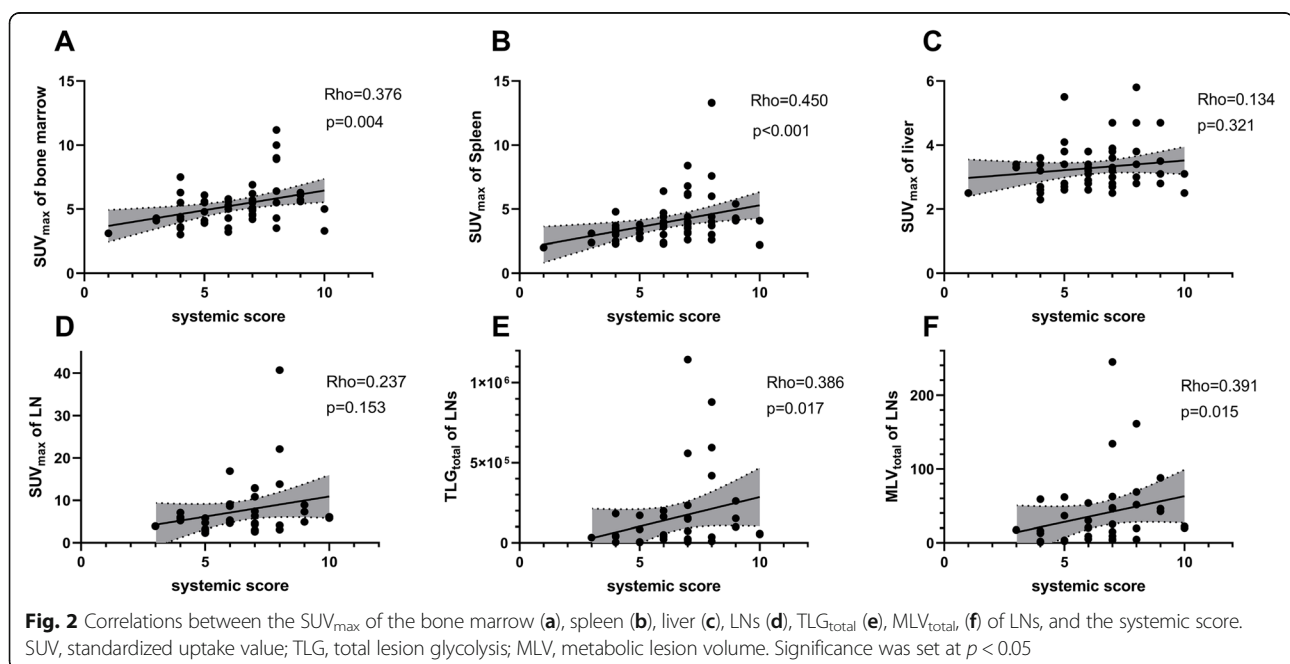 A
B
C
15
10
5
0
0
5
10
SUVmax of bone marrow
systemic score
Rho=0.376
p=0.004
15
10
5
0
0
5
10
SUVmax of Spleen
systemic score
Rho=0.450
p<0.001
6
4
2
0
0
5
10
SUVmax of liver
systemic score
Rho=0.134
p=0.321
D
E
F
40
30
20
10
0
0
5
10
SUVmax of LN
systemic score
Rho=0.237
p=0.153
1×10⁶
5×10⁵
0
0
5
10
TLGtotal of LNs
systemic score
Rho=0.386
p=0.017
200
100
0
0
5
10
MLVtotal of LNs
systemic score
Rho=0.391
p=0.015
Fig. 2 Correlations between the SUVmax of the bone marrow (a), spleen (b), liver (c), LNs (d), TLGtotal (e), MLVtotal, (f) of LNs, and the systemic score.
SUV, standardized uptake value; TLG, total lesion glycolysis; MLV, metabolic lesion volume. Significance was set at p < 0.05